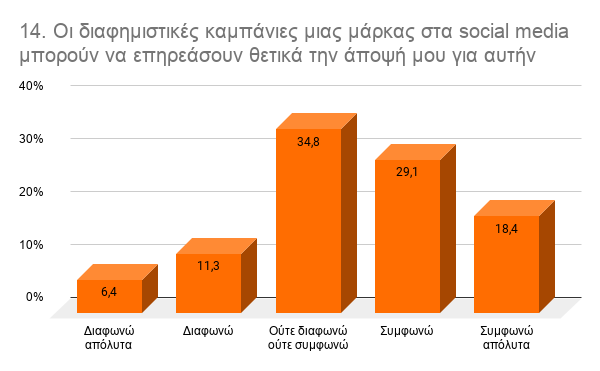 14. Οι διαφημιστικές καμπάνιες μιας μάρκας στα social media
μπορούν να επηρεάσουν θετικά την άποψή μου για αυτήν
40%
30%
20%
10%
0%
34,8
29,1
18,4
11,3
6,4
Διαφωνώ
απόλυτα
Διαφωνώ
Ούτε διαφωνώ
ούτε συμφωνώ
Συμφωνώ
Συμφωνώ
απόλυτα